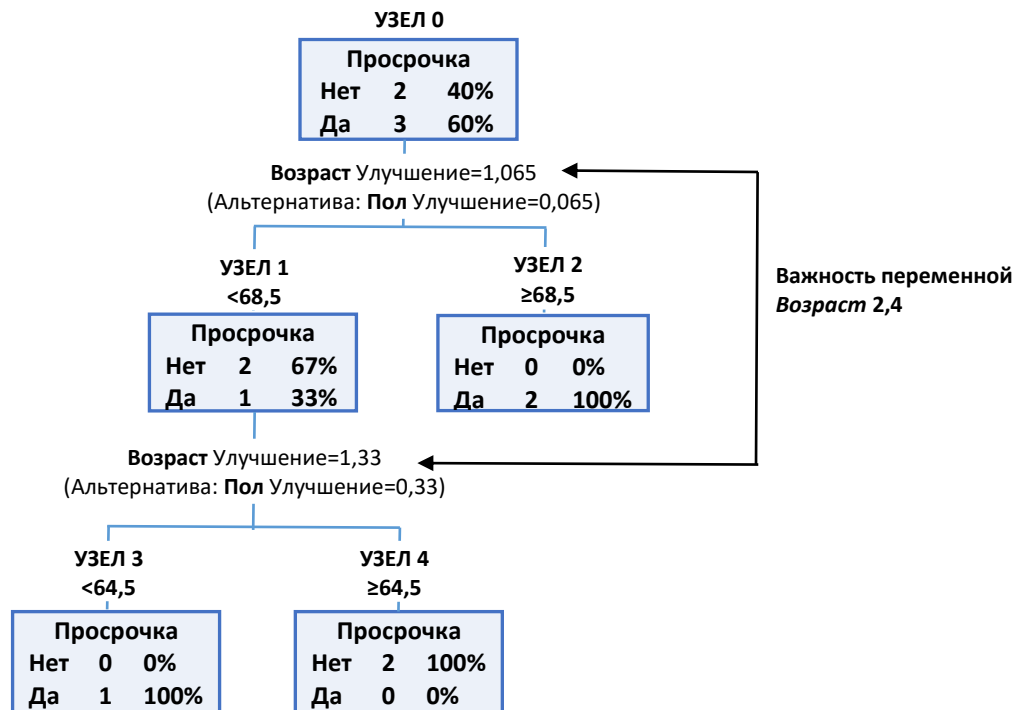 УЗЕЛ 0
Просрочка
Нет 2 40%
Да 3 60%
Возраст Улучшение=1,065
(Альтернатива: Пол Улучшение=0,065)
УЗЕЛ 1
<68,5
Просрочка
Нет 2 67%
Да 1 33%
УЗЕЛ 2
≥68,5
Просрочка
Нет 0 0%
Да 2 100%
Важность переменной
Возраст 2,4
Возраст Улучшение=1,33
(Альтернатива: Пол Улучшение=0,33)
УЗЕЛ 3
<64,5
Просрочка
Нет 0 0%
Да 1 100%
УЗЕЛ 4
≥64,5
Просрочка
Нет 2 100%
Да 0 0%